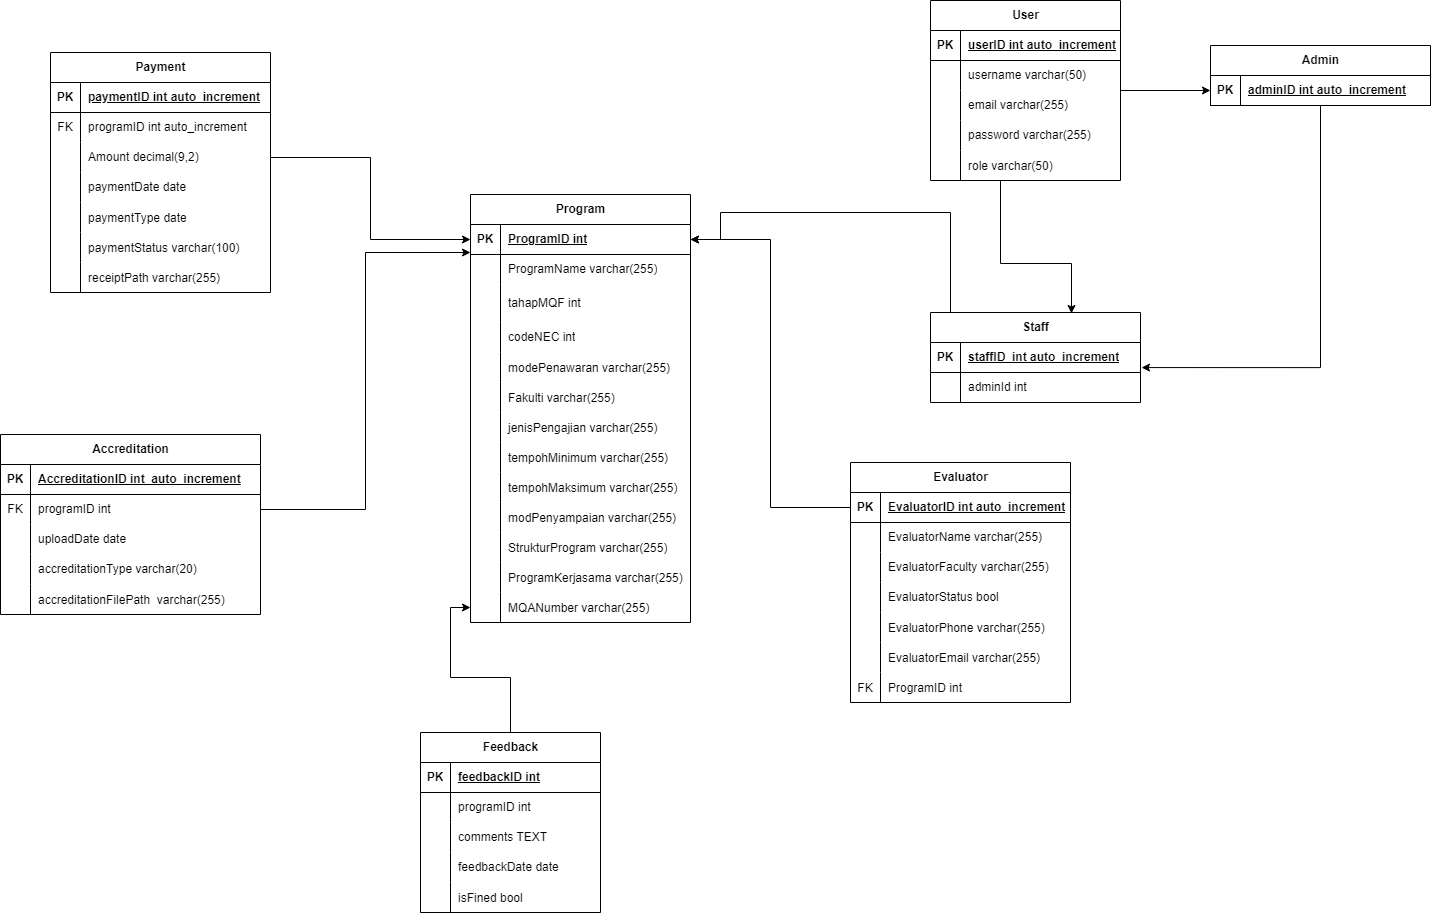 User
PK userID int auto_increment
username varchar(50)
email varchar(255)
password varchar(255)
role varchar(50)
Admin
PK adminID int auto_increment
Payment
PK paymentID int auto_increment
FK programID int auto_increment
Amount decimal(9,2)
paymentDate date
paymentType date
paymentStatus varchar(100)
receiptPath varchar(255)
Program
PK ProgramID int
ProgramName varchar(255)
tahapMQF int
codeNEC int
modePenawaran varchar(255)
Fakulti varchar(255)
jenisPengajian varchar(255)
tempohMinimum varchar(255)
tempohMaksimum varchar(255)
modPenyampaian varchar(255)
StrukturProgram varchar(255)
ProgramKerjasama varchar(255)
MQANumber varchar(255)
Staff
PK staffID int auto_increment
adminId int
Accreditation
PK AccreditationID int auto_increment
FK programID int
uploadDate date
accreditationType varchar(20)
accreditationFilePath varchar(255)
Evaluator
PK EvaluatorID int auto_increment
EvaluatorName varchar(255)
EvaluatorFaculty varchar(255)
EvaluatorStatus bool
EvaluatorPhone varchar(255)
EvaluatorEmail varchar(255)
FK ProgramID int
Feedback
PK feedbackID int
programID int
comments TEXT
feedbackDate date
isFined bool